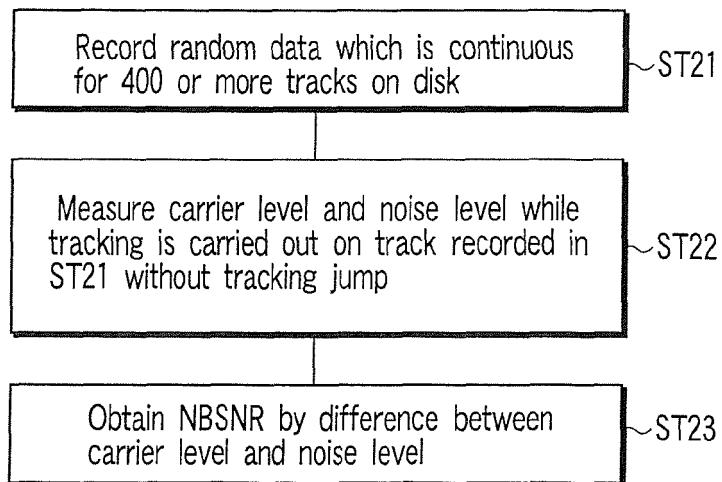 Record random data which is continuous
for 400 or more tracks on disk
ST21
Measure carrier level and noise level while
tracking is carried out on track recorded in
ST21 without tracking jump
ST22
Obtain NBSNR by difference between
carrier level and noise level
ST23